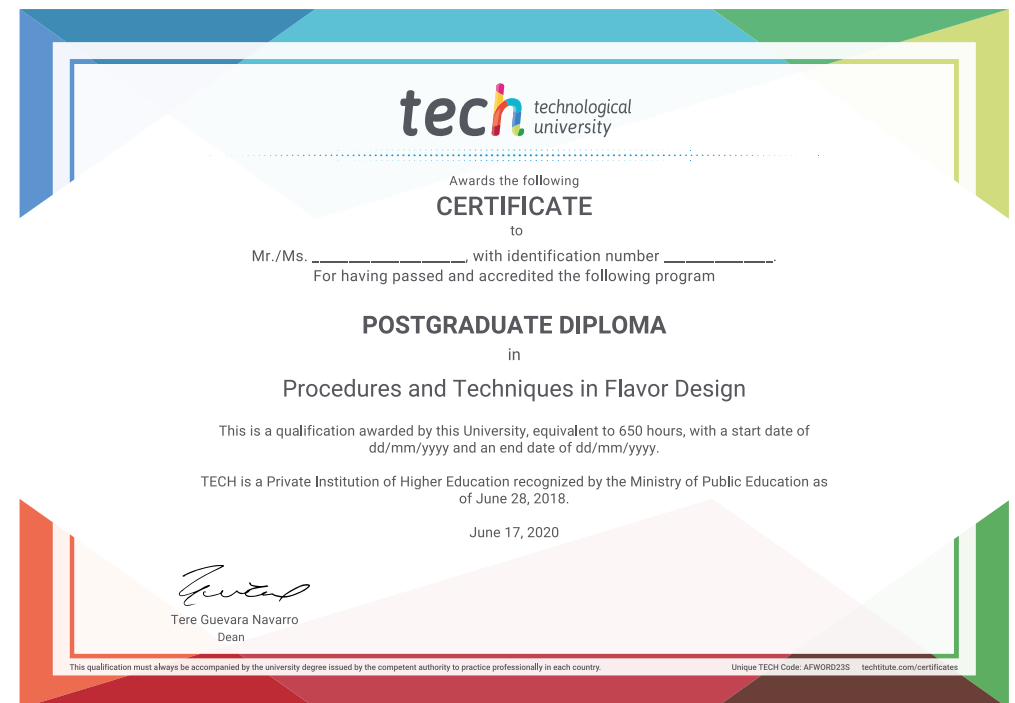 tech technological
university
Awards the following
CERTIFICATE
to
Mr./Ms. ____________________, with identification number ______________.
For having passed and accredited the following program
POSTGRADUATE DIPLOMA
in
Procedures and Techniques in Flavor Design
This is a qualification awarded by this University, equivalent to 650 hours, with a start date of
dd/mm/yyyy and an end date of dd/mm/yyyy.
TECH is a Private Institution of Higher Education recognized by the Ministry of Public Education as
of June 28, 2018.
June 17, 2020
Tere Guevara Navarro
Dean
This qualification must always be accompanied by the university degree issued by the competent authority to practice professionally in each country.
Unique TECH Code: AFWORD23S techtitute.com/certificates